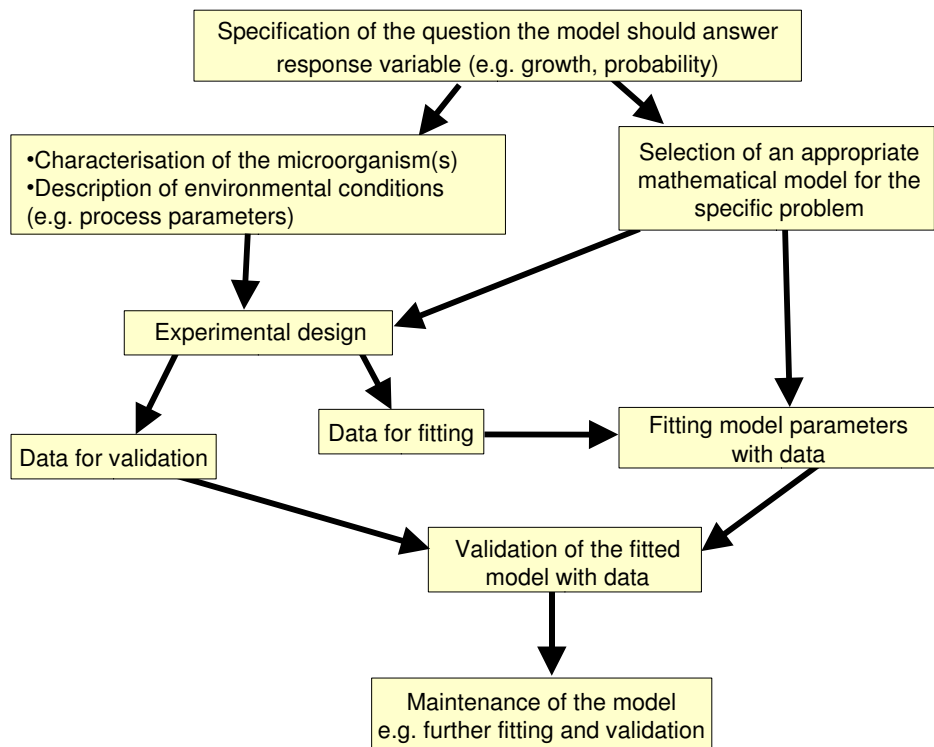 Specification of the question the model should answer
response variable (e.g. growth, probability)
•Characterisation of the microorganism(s)
•Description of environmental conditions
(e.g. process parameters)
Selection of an appropriate
mathematical model for the
specific problem
Experimental design
Data for validation
Data for fitting
Fitting model parameters
with data
Validation of the fitted
model with data
Maintenance of the model
e.g. further fitting and validation